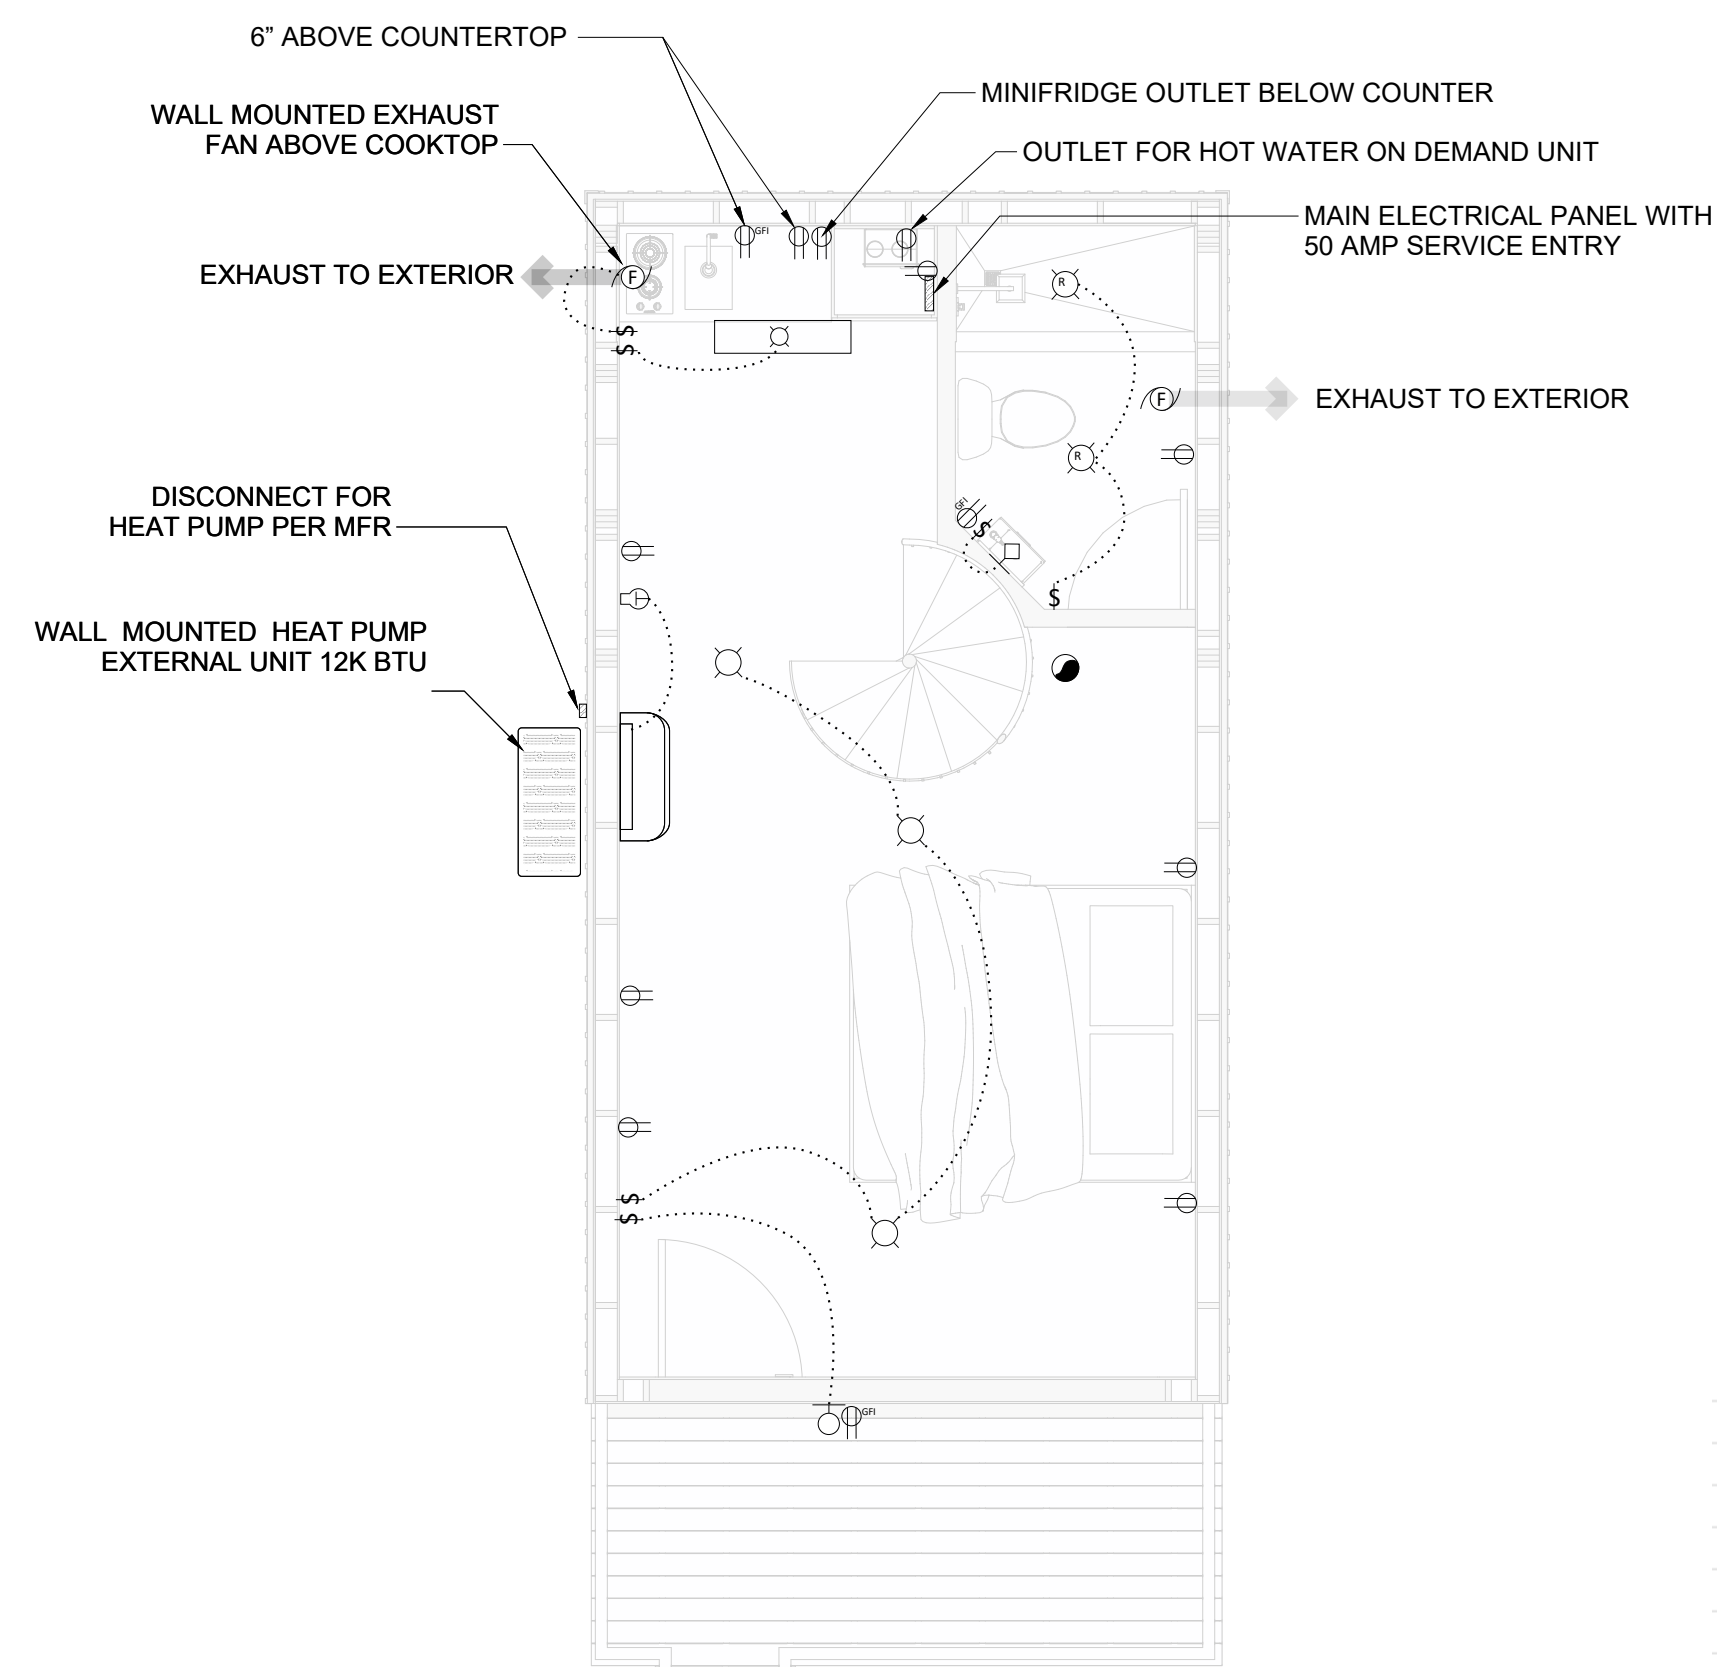 6” ABOVE COUNTERTOP
MINIFRIDGE OUTLET BELOW COUNTER
WALL MOUNTED EXHAUST
FAN ABOVE COOKTOP
OUTLET FOR HOT WATER ON DEMAND UNIT
MAIN ELECTRICAL PANEL WITH
50 AMP SERVICE ENTRY
GFI
EXHAUST TO EXTERIOR
F
R
$
$
EXHAUST TO EXTERIOR
F
R
DISCONNECT FOR
HEAT PUMP PER MFR
GFI
$
$
T
WALL MOUNTED HEAT PUMP
EXTERNAL UNIT 12K BTU
$
$
GFI